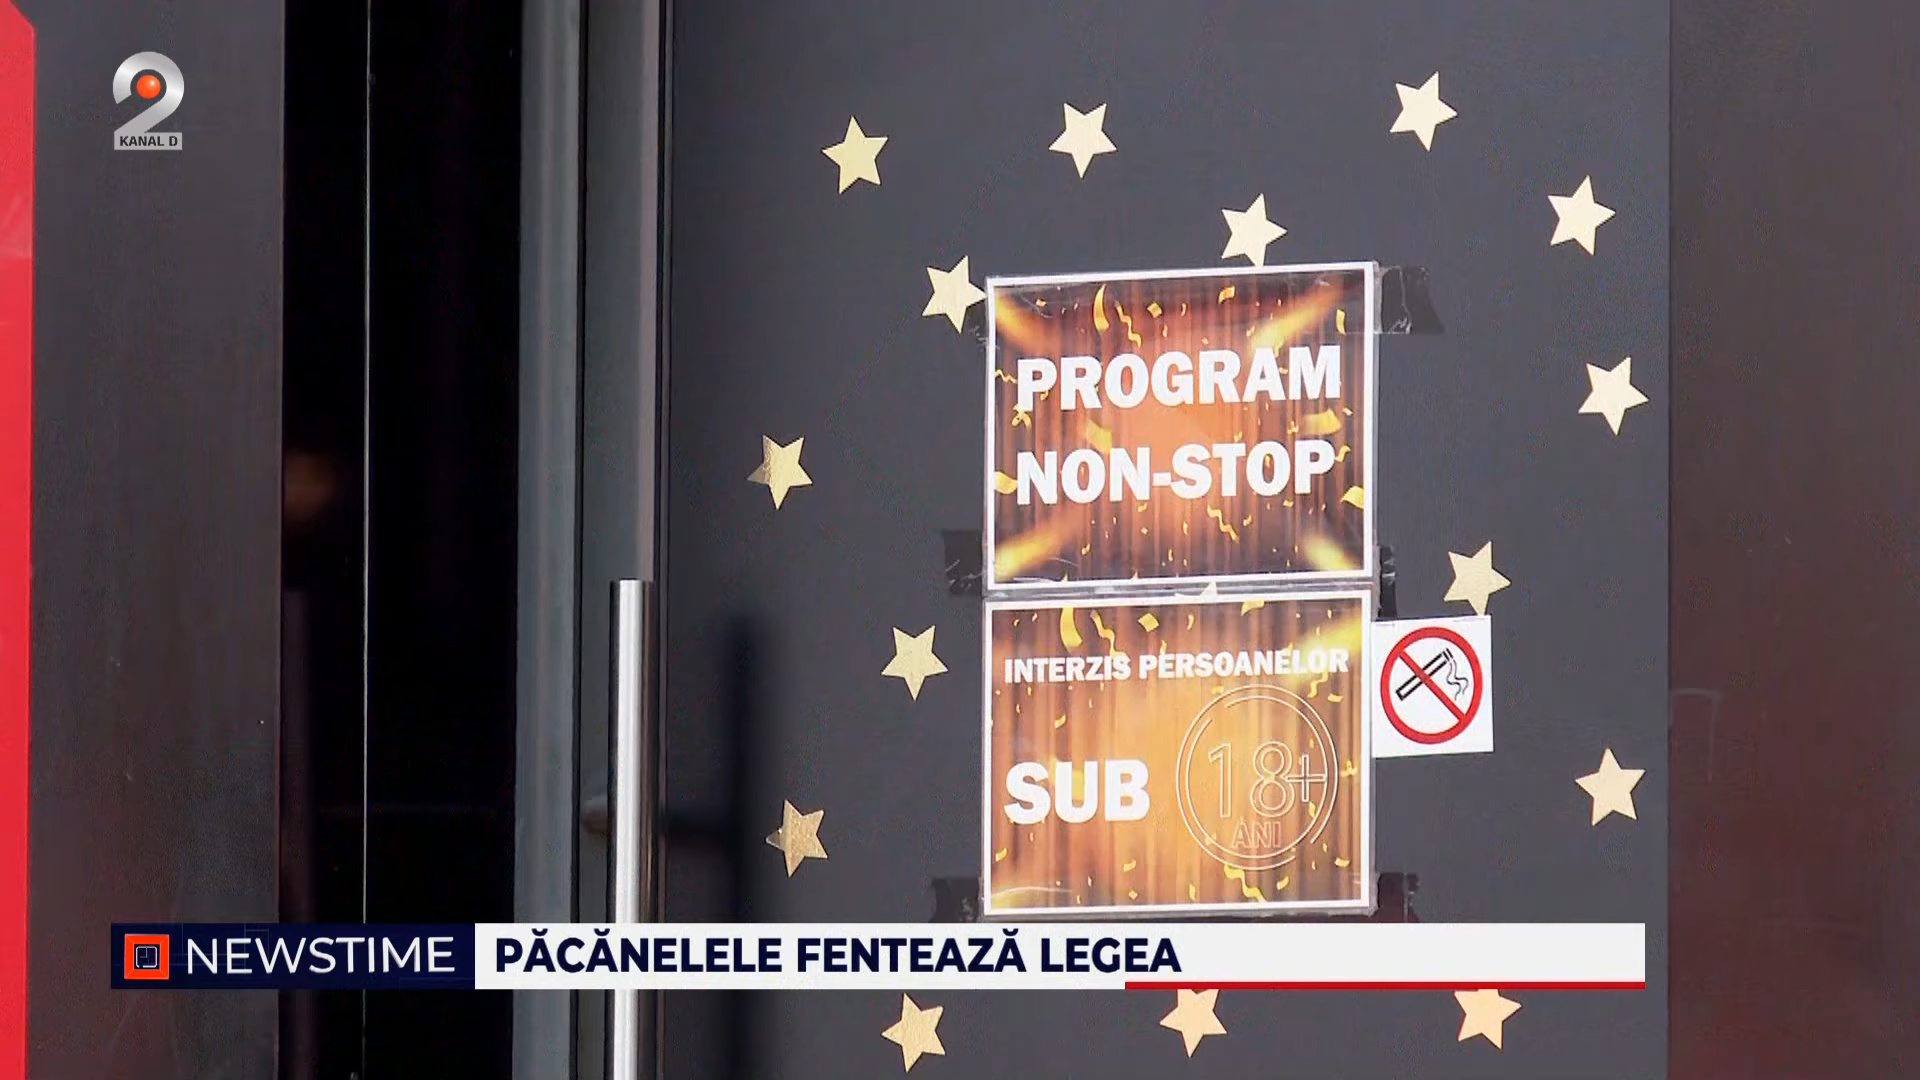 2
KANAL D
PROGRAM
NON-STOP
INTERZIS PERSOANELOR
SUB 18+
ANI
NEWSTIME PĂCĂNELELE FENTEAZĂ LEGEA